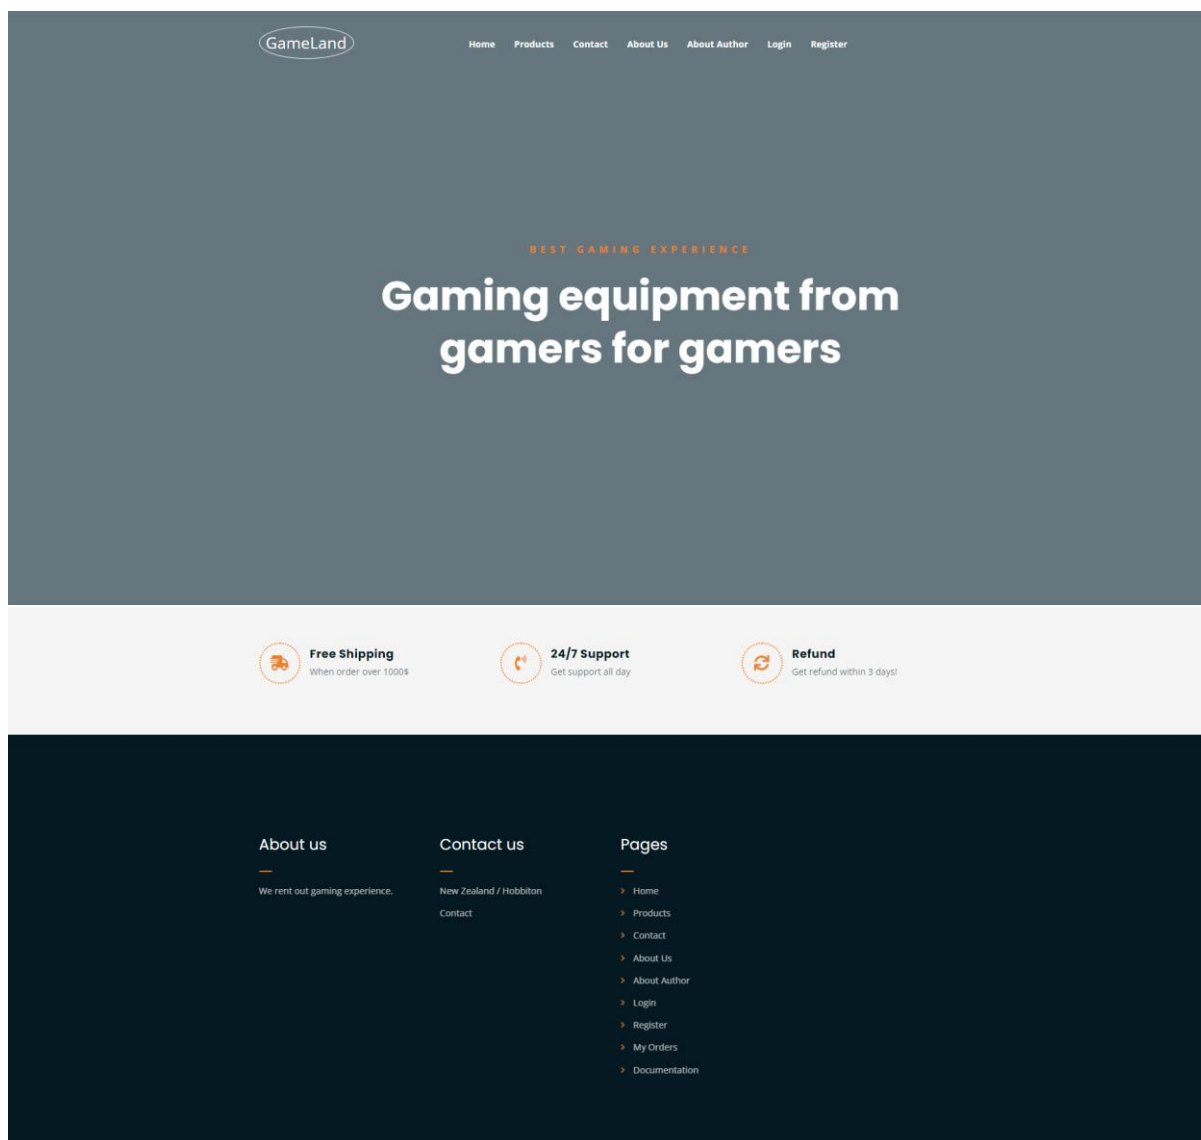 GameLand
Home Products Contact About Us About Author Login Register
BEST GAMING EXPERIENCE
Gaming equipment from
gamers for gamers
Free Shipping
When order over 1000$
24/7 Support
Get support all day
Refund
Get refund within 3 days!
About us
We rent out gaming experience.
Contact us
New Zealand / Hobbiton
Contact
Pages
Home
Products
Contact
About Us
About Author
Login
Register
My Orders
Documentation